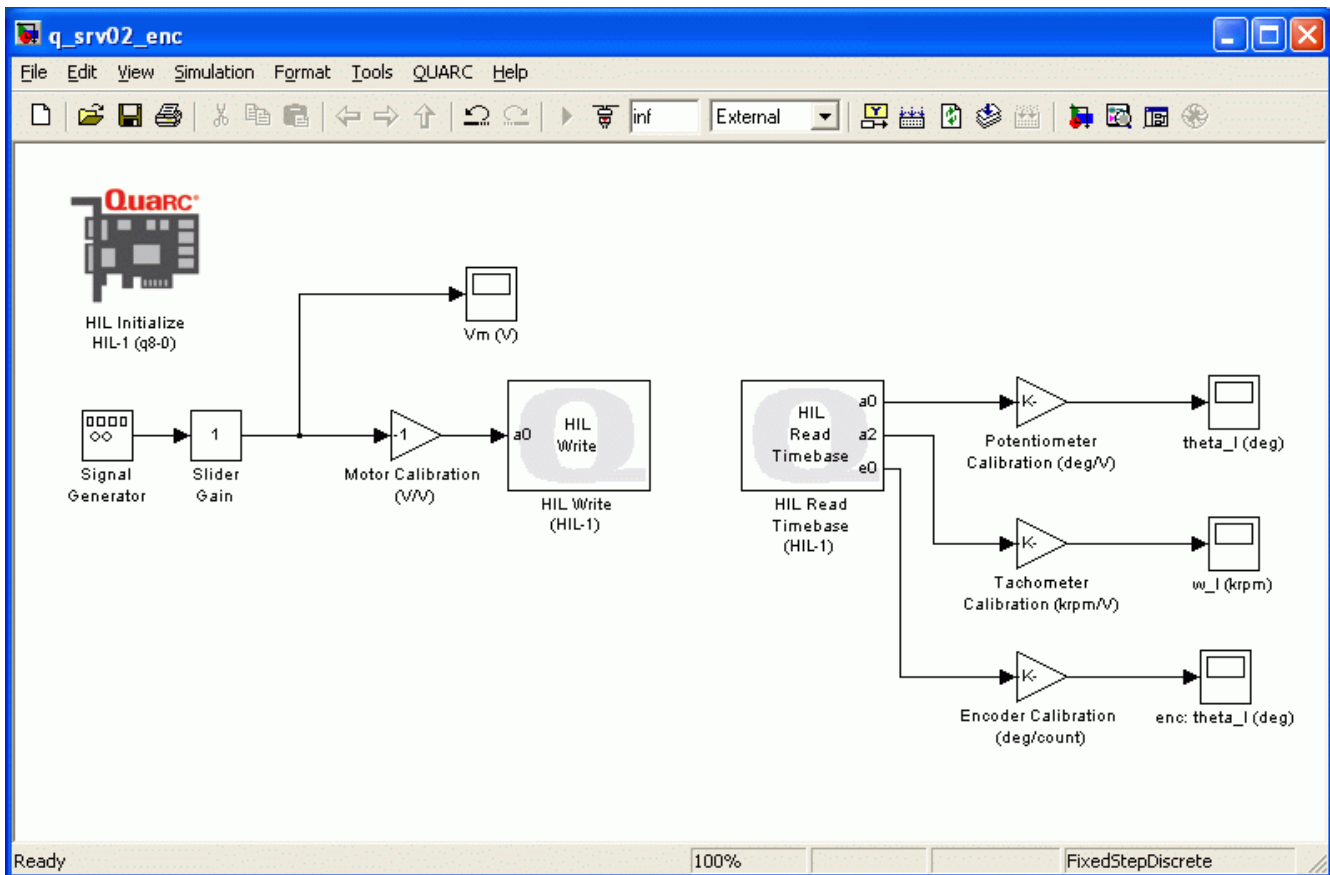 q_srv02_enc
File Edit View Simulation Format Tools QUARC Help
inf External
QUARC
HIL Initialize
HIL-1 (q8-0)
Vm (V)
Signal
Generator
1
Slider
Gain
-1
Motor Calibration
(V/V)
a0 HIL
Write
HIL Write
(HIL-1)
HIL
Read
Timebase
a0
a2
e0
HIL Read
Timebase
(HIL-1)
K-
Potentiometer
Calibration (deg/V)
theta_l (deg)
K-
Tachometer
Calibration (krpm/V)
w_l (krpm)
K-
Encoder Calibration
(deg/count)
enc: theta_l (deg)
Ready 100% FixedStepDiscrete